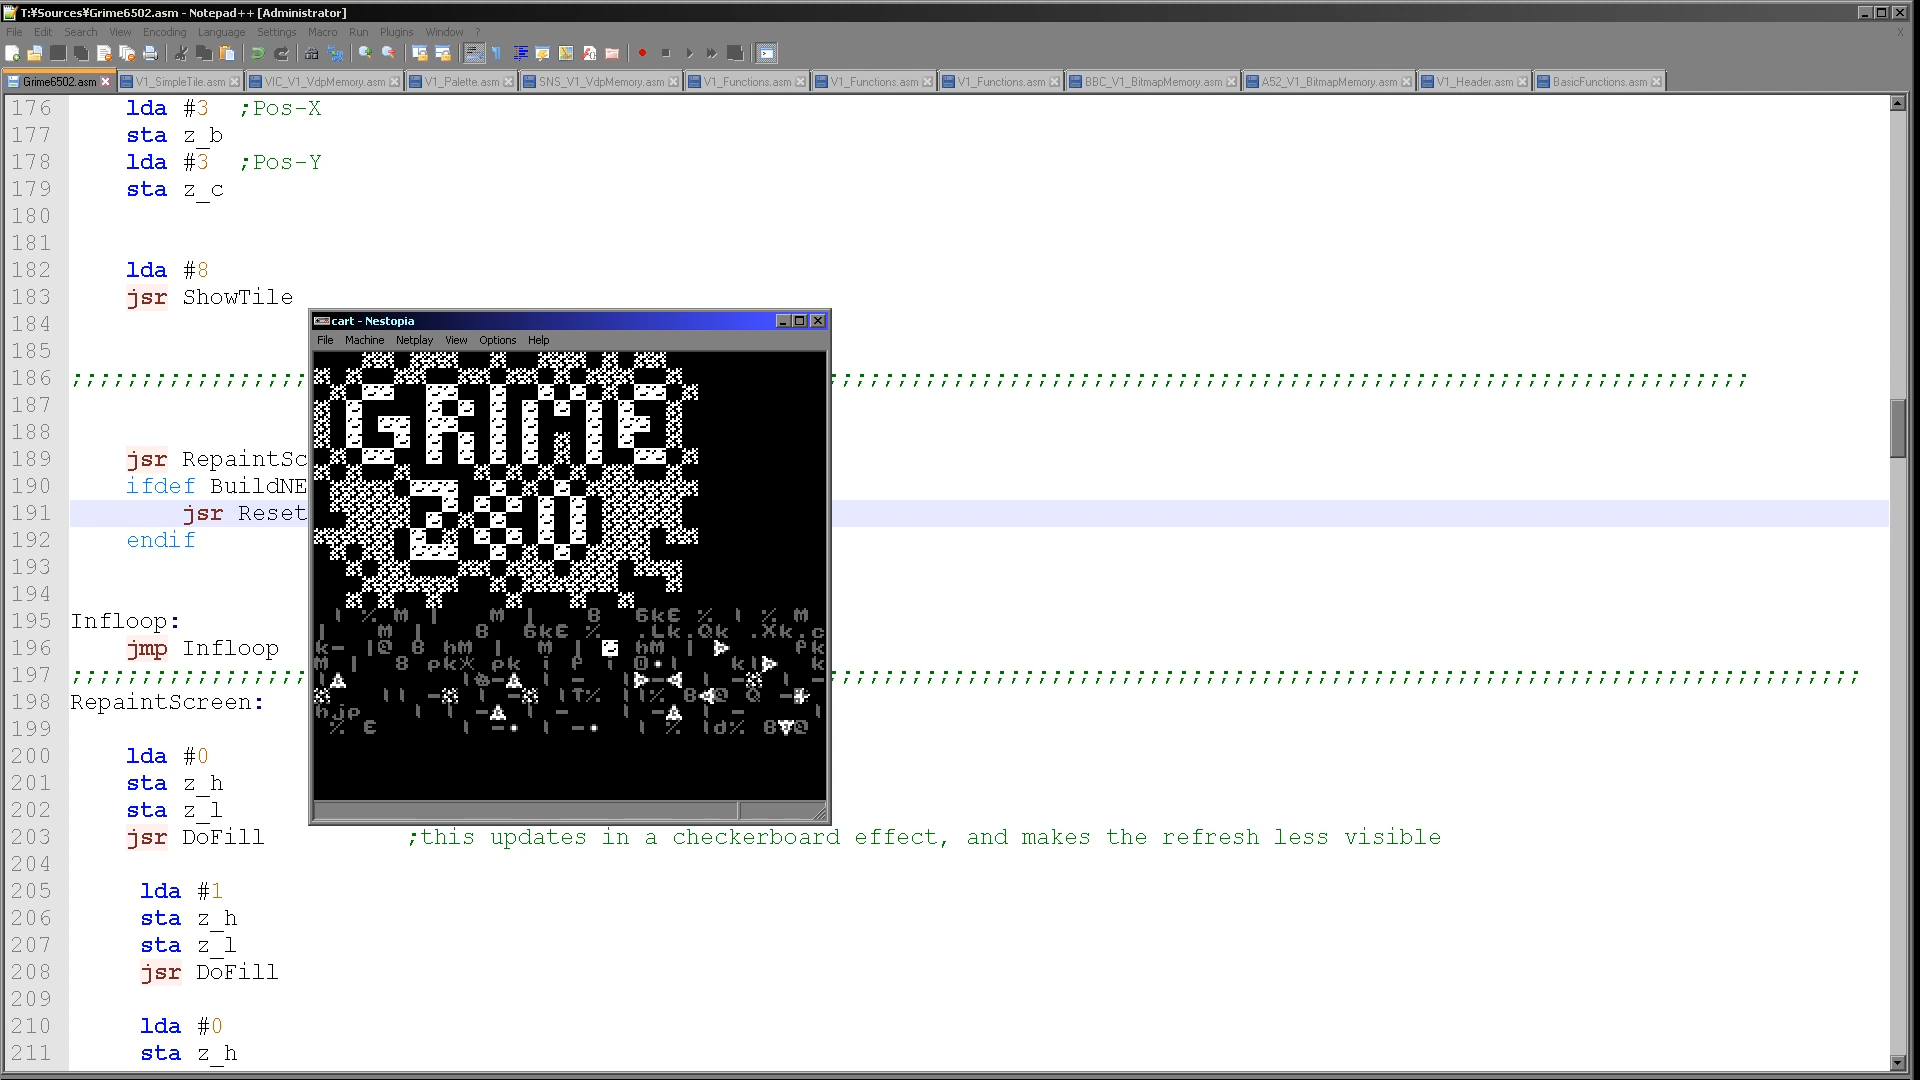 T:¥Sources¥Grime6502.asm - Notepad++ [Administrator]
File Edit Search View Encoding Language Settings Macro Run Plugins Window ? X
Grime6502.asm V1_SimpleTile.asm VIC_V1_VdpMemory.asm V1_Palette.asm SNS_V1_VdpMemory.asm V1_Functions.asm V1_Functions.asm V1_Functions.asm BBC_V1_BitmapMemory.asm A52_V1_BitmapMemory.asm V1_Header.asm BasicFunctions.asm
176 lda #3 ;Pos-X
177 sta z_b
178 lda #3 ;Pos-Y
179 sta z_c
180
181
182 lda #8
183 jsr ShowTile
184
185
186
187
188
189 jsr RepaintSc
190 ifdef BuildNE
191 jsr Reset
192 endif
193
194
195 Infloop:
196 jmp Infloop
197
198 RepaintScreen:
199
200 lda #0
201 sta z_h
202 sta z_l
203 jsr DoFill ;this updates in a checkerboard effect, and makes the refresh less visible
204
205 lda #1
206 sta z_h
207 sta z_l
208 jsr DoFill
209
210 lda #0
211 sta z_h
cart - Nestopia
File Machine Netplay View Options Help
GRIME
Z80